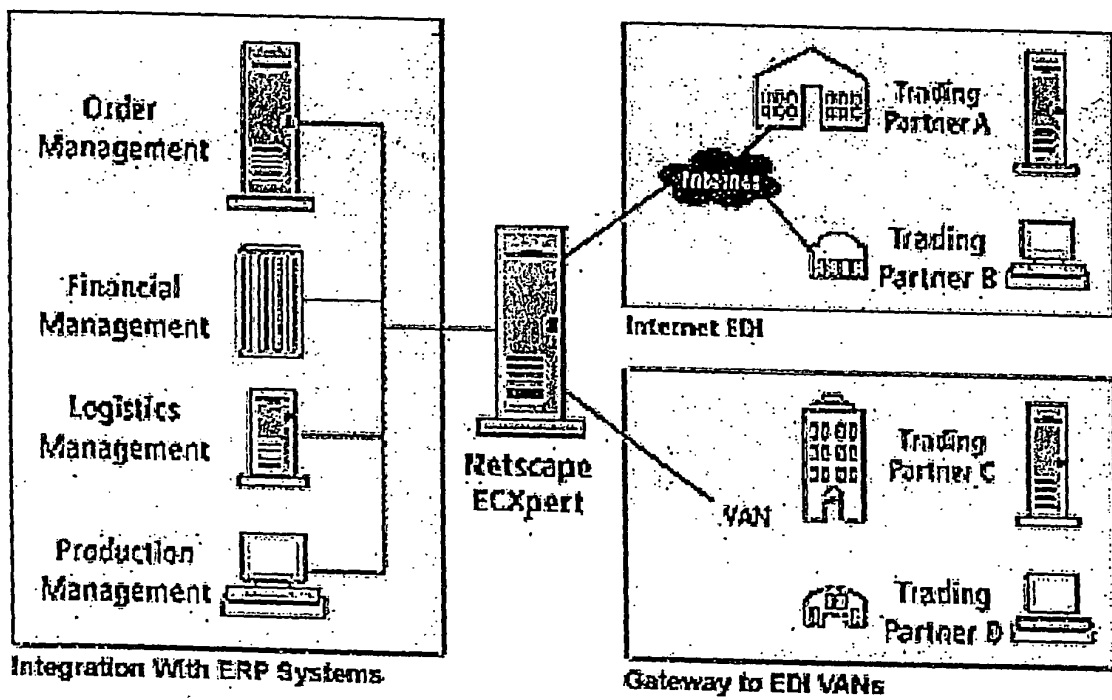 Order
Management
Financial
Management
Logistics
Management
Production
Management
Integration With ERP Systems
Netscape
ECXpert
Internet
Trading
Partner A
Trading
Partner B
Internet EDI
VAN
Trading
Partner C
Trading
Partner D
Gateway to EDI VANs